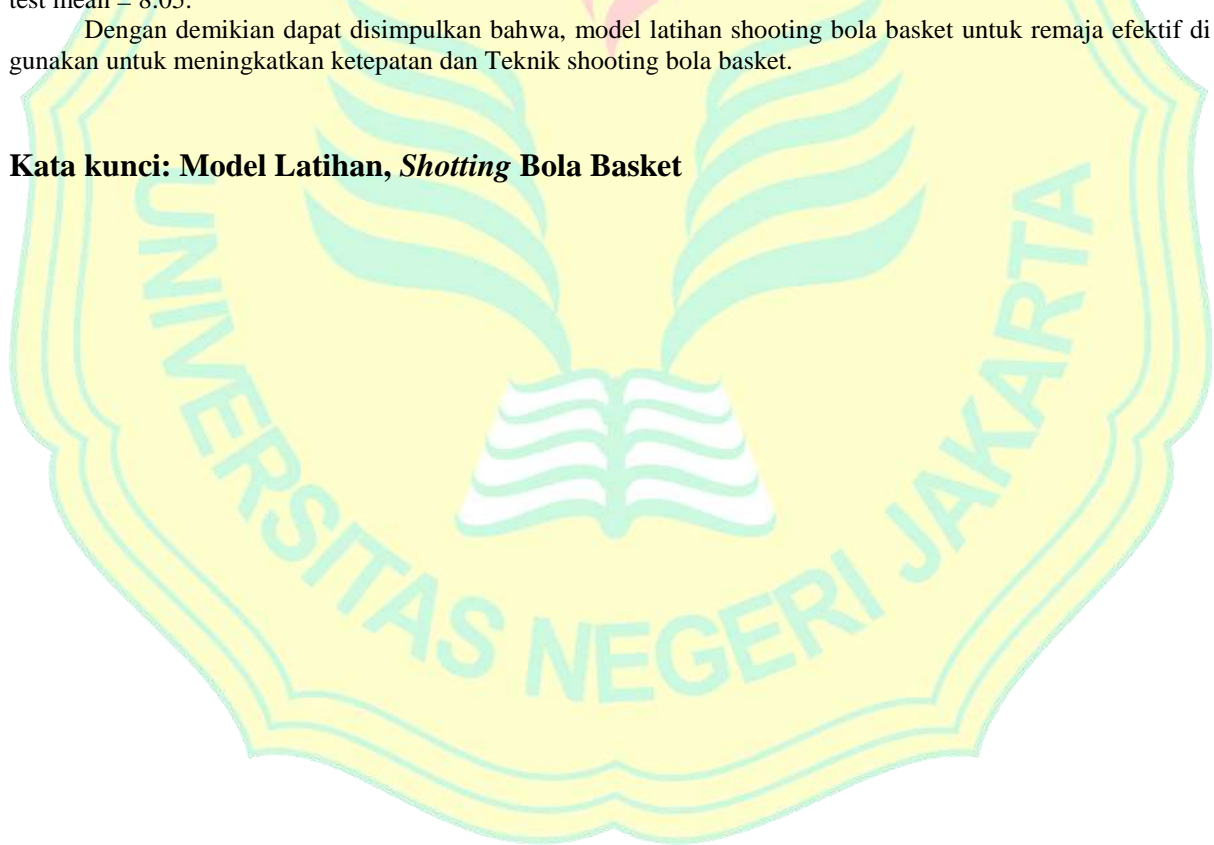 test mean = 8.05.
Dengan demikian dapat disimpulkan bahwa, model latihan shooting bola basket untuk remaja efektif di
gunakan untuk meningkatkan ketepatan dan Teknik shooting bola basket.
Kata kunci: Model Latihan, Shotting Bola Basket
UNIVERSITAS NEGERI JAKARTA